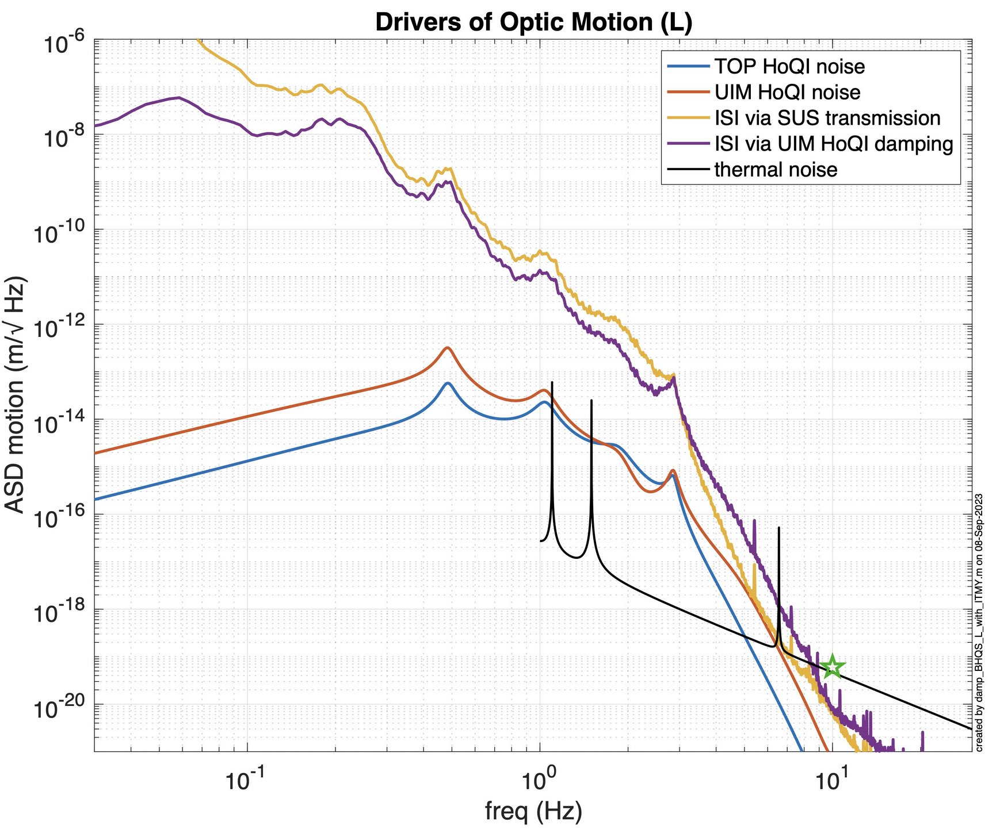 Drivers of Optic Motion (L)
TOP HoQI noise
UIM HoQI noise
ISI via SUS transmission
ISI via UIM HoQI damping
thermal noise
ASD motion (m/√ Hz)
10^-6
10^-8
10^-10
10^-12
10^-14
10^-16
10^-18
10^-20
10^-1
10^0
10^1
freq (Hz)
created by damp_BHQS_L_with_ITMY.m on 08-Sep-2023